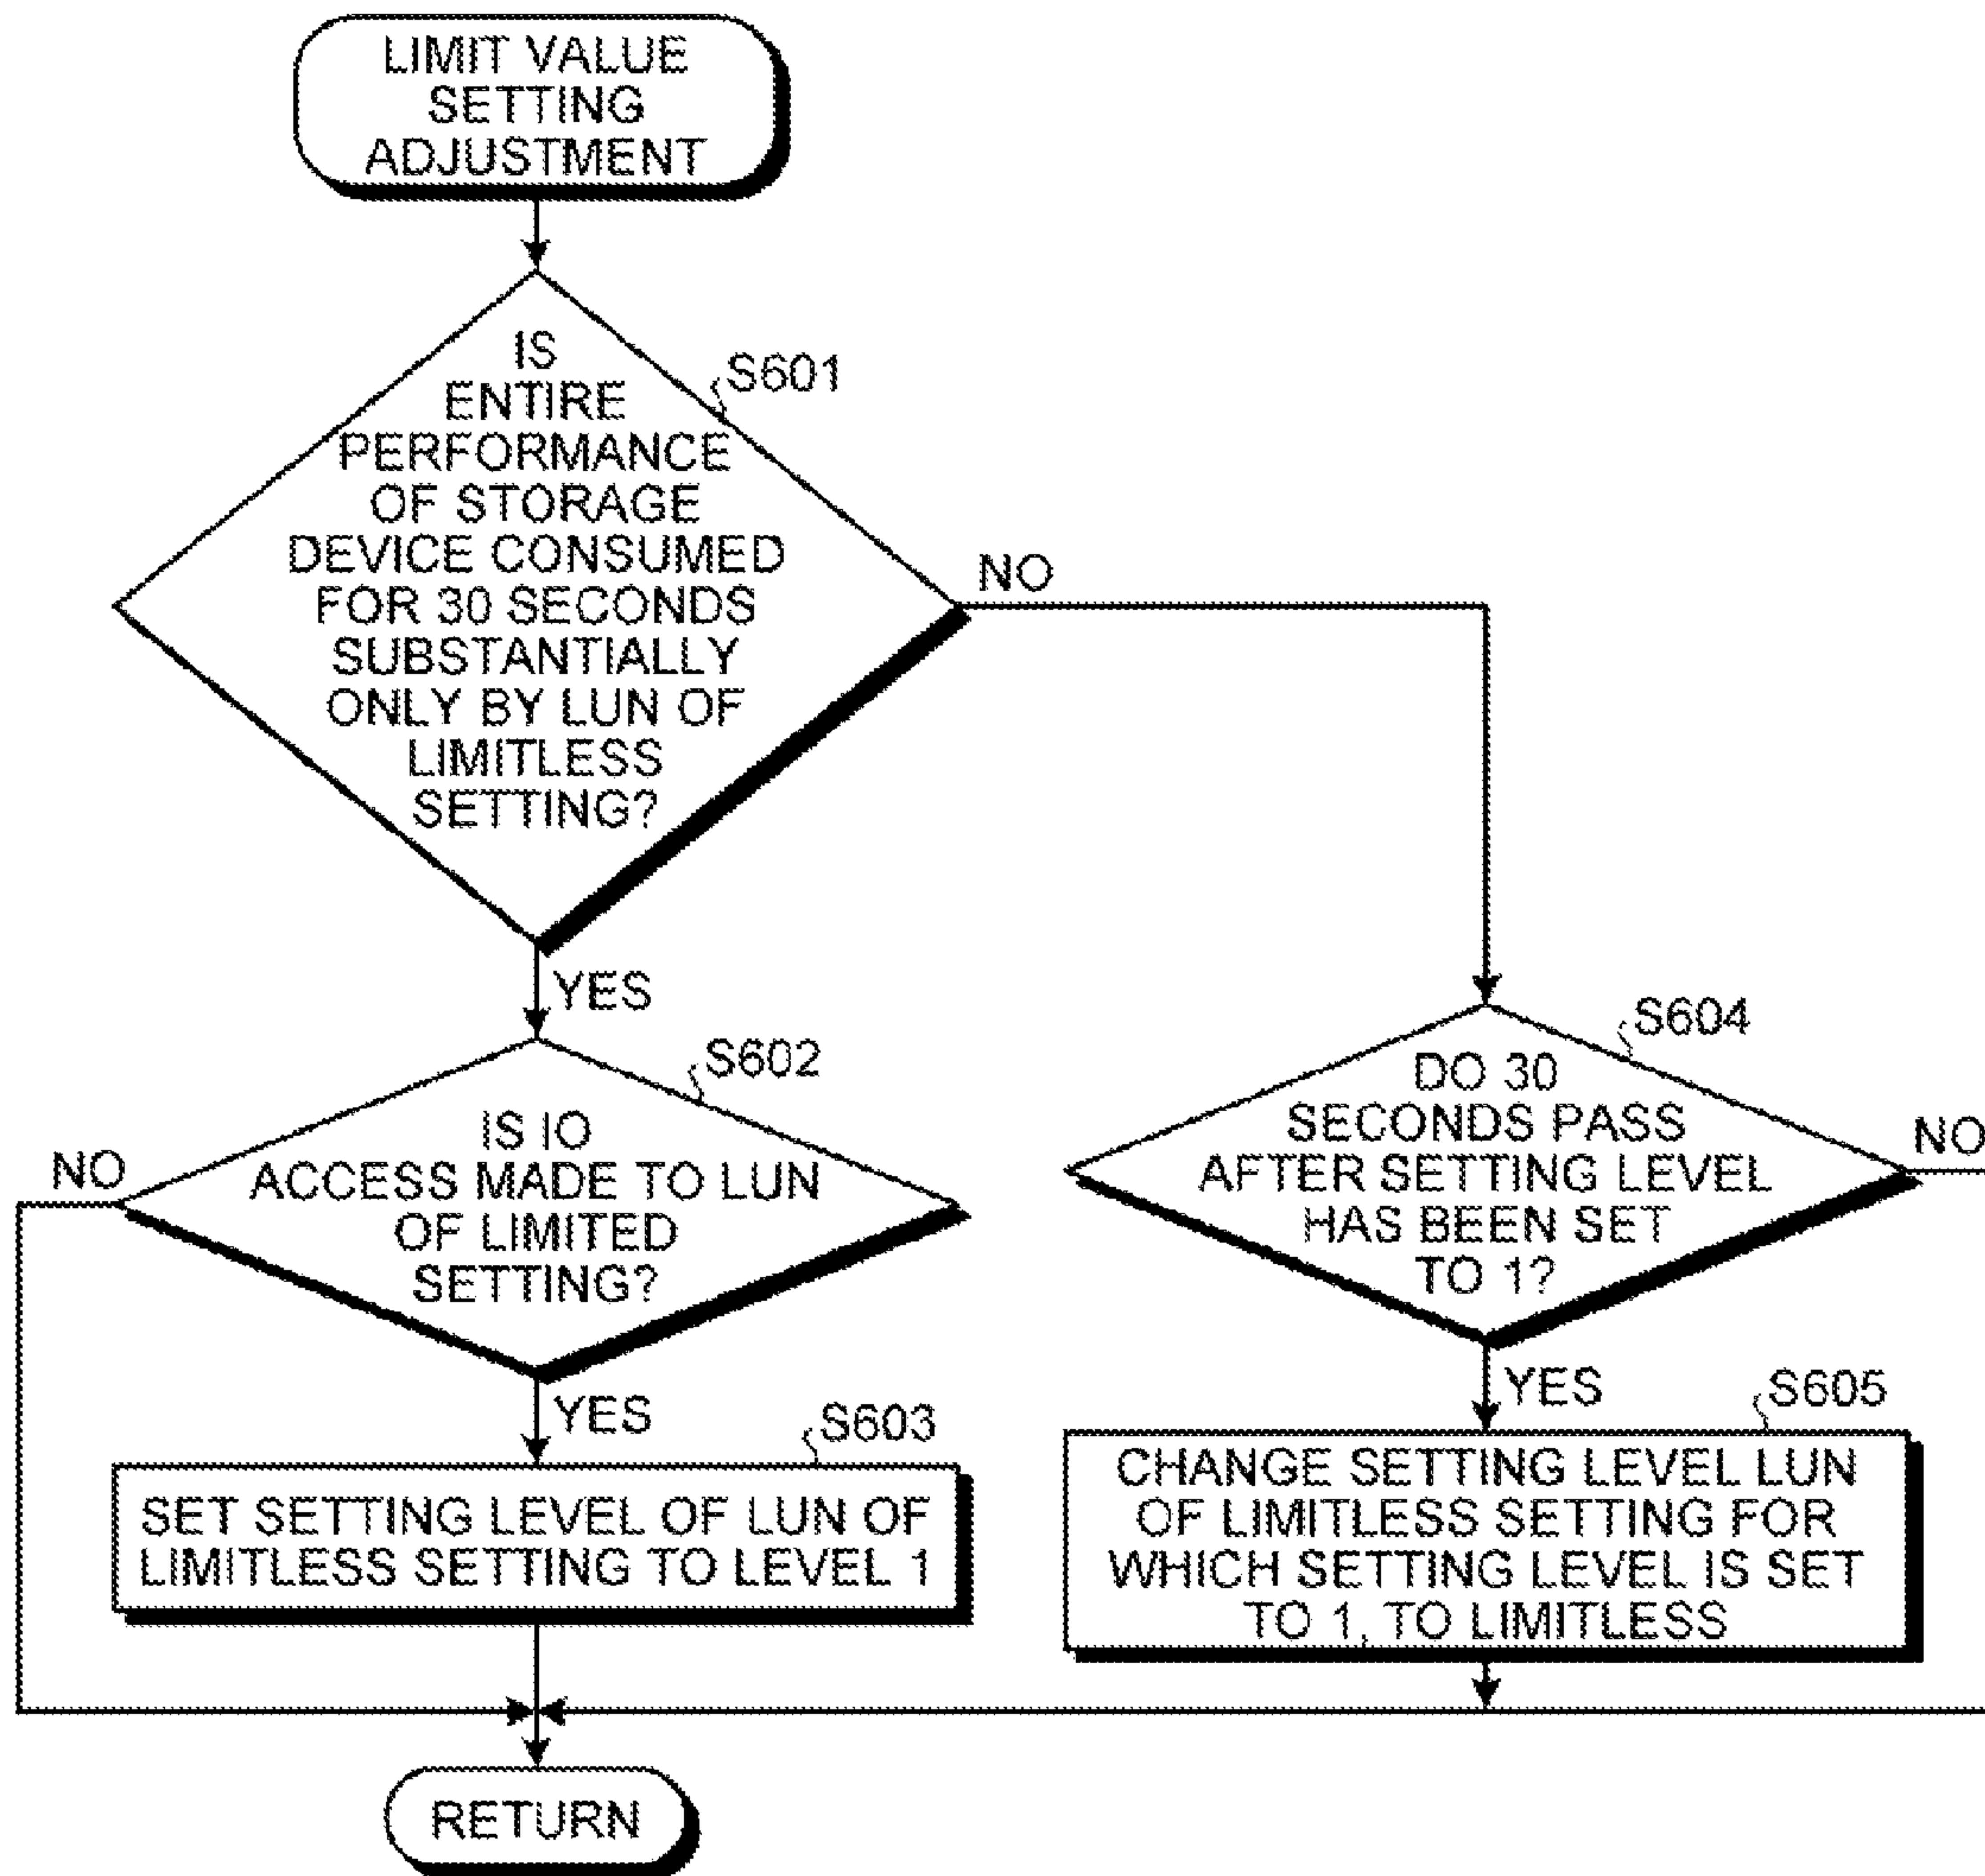 LIMIT VALUE
SETTING
ADJUSTMENT
IS
ENTIRE
PERFORMANCE
OF STORAGE
DEVICE CONSUMED
FOR 30 SECONDS
SUBSTANTIALLY
ONLY BY LUN OF
LIMITLESS
SETTING?
S601
NO
YES
S602
IS IO
ACCESS MADE TO LUN
OF LIMITED
SETTING?
NO
YES
S603
SET SETTING LEVEL OF LUN OF
LIMITLESS SETTING TO LEVEL 1
S604
DO 30
SECONDS PASS
AFTER SETTING LEVEL
HAS BEEN SET
TO 1?
NO
YES
S605
CHANGE SETTING LEVEL LUN
OF LIMITLESS SETTING FOR
WHICH SETTING LEVEL IS SET
TO 1, TO LIMITLESS
RETURN